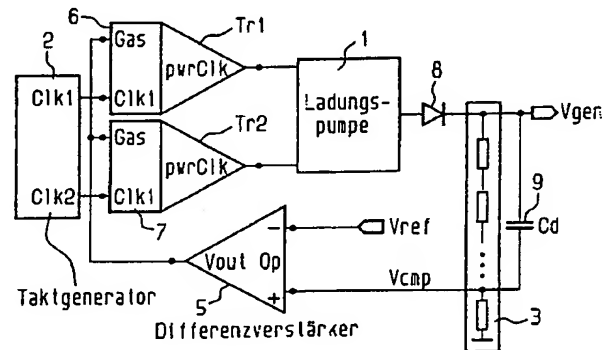 6
Tr1
2
Gas
pwrClk
1
8
Clk1
Clk1
Ladungs-
pumpe
Vgen
Tr2
Gas
pwrClk
9
Clk2
Clk1
7
Cd
Vref
Vout Op
-
+
Vcmp
5
3
Taktgenerator
Differenzverstärker